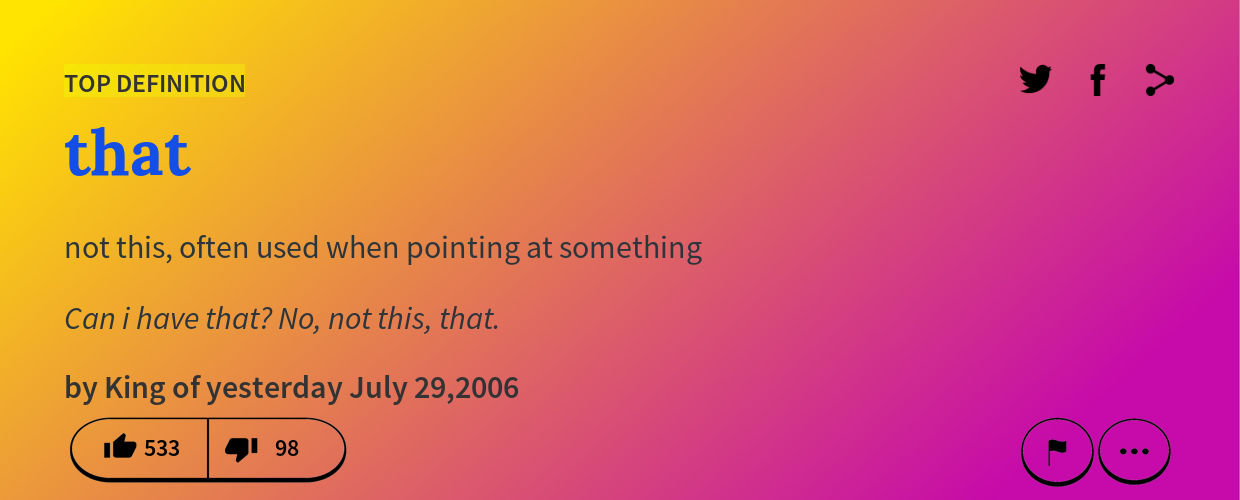 TOP DEFINITION
that
not this, often used when pointing at something
Can i have that? No, not this, that.
by King of yesterday July 29,2006
533 98